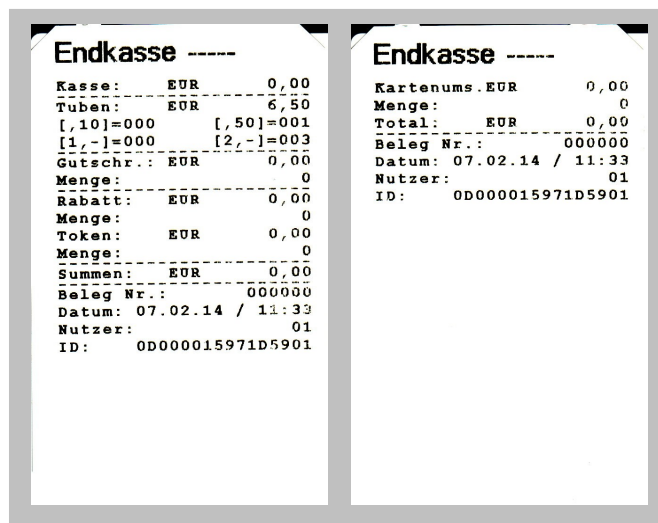 Endkasse -----
Kasse: EUR 0,00
Tuben: EUR 6,50
[,10]=000 [,50]=001
[1,-]=000 [2,-]=003
Gutschr.: EUR 0,00
Menge: 0
Rabatt: EUR 0,00
Menge: 0
Token: EUR 0,00
Menge: 0
Summen: EUR 0,00
Beleg Nr.: 000000
Datum: 07.02.14 / 11:33
Nutzer: 01
ID: 0D000015971D5901
Endkasse -----
Kartenums.EUR 0,00
Menge: 0
Total: EUR 0,00
Beleg Nr.: 000000
Datum: 07.02.14 / 11:33
Nutzer: 01
ID: 0D000015971D5901